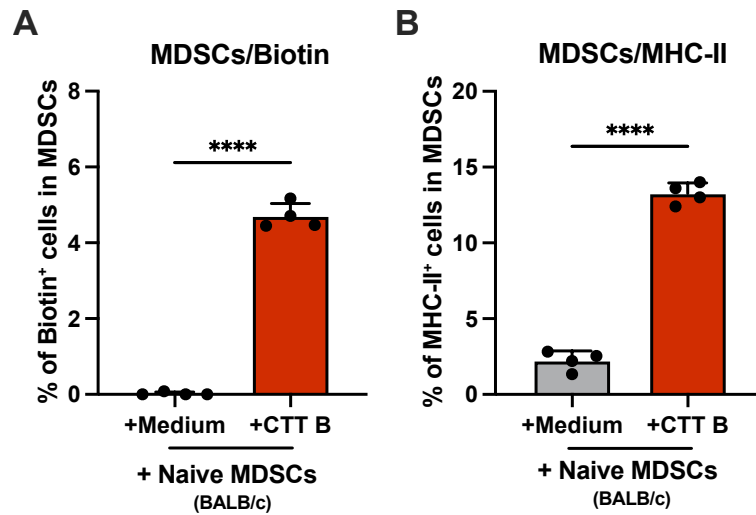 A
MDSCs/Biotin
% of Biotin⁺ cells in MDSCs
8
6
4
2
0
****
+Medium
+CTT B
+ Naive MDSCs
(BALB/c)
B
MDSCs/MHC-II
% of MHC-II⁺ cells in MDSCs
20
15
10
5
0
****
+Medium
+CTT B
+ Naive MDSCs
(BALB/c)